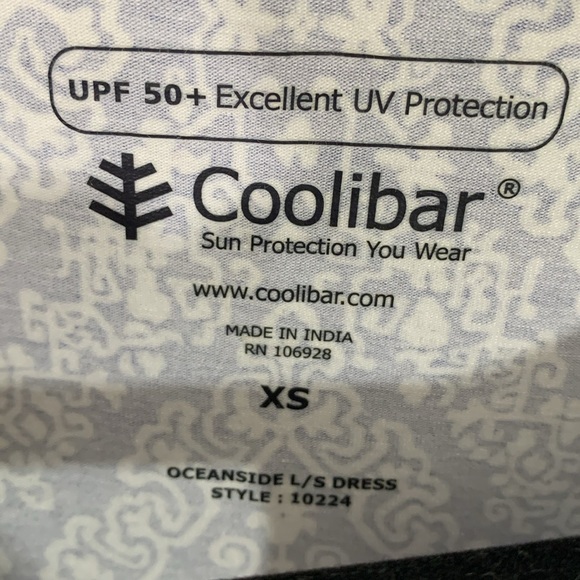 UPF 50+ Excellent UV Protection
Coolibar®
Sun Protection You Wear
www.coolibar.com
MADE IN INDIA
RN 106928
XS
OCEANSIDE L/S DRESS
STYLE : 10224